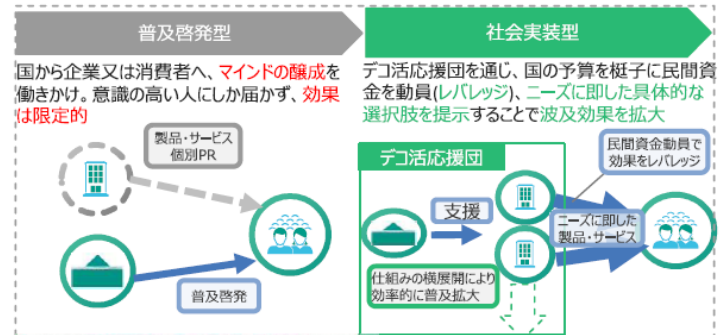 普及啓発型
国から企業又は消費者へ、マインドの醸成を
働きかけ。意識の高い人にしか届かず、効果
は限定的
製品・サービス
個別PR
普及啓発
社会実装型
デコ活応援団を通じ、国の予算を梃子に民間資
金を動員(レバレッジ)、ニーズに即した具体的な
選択肢を提示することで波及効果を拡大
デコ活応援団
民間資金動員で
効果をレバレッジ
支援
ニーズに即した
製品・サービス
仕組みの横展開により
効率的に普及拡大